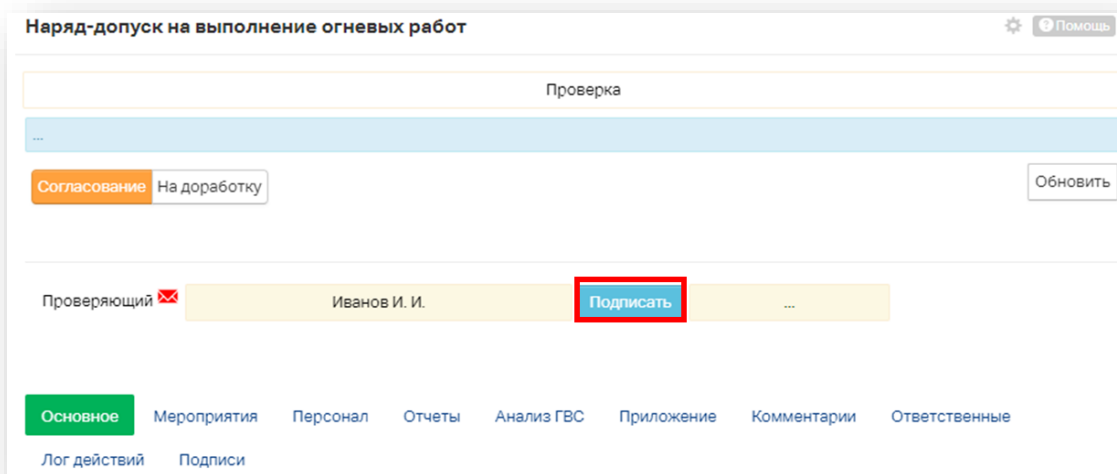 Наряд-допуск на выполнение огневых работ
Помощь
Проверка
...
Согласование На доработку
Обновить
Проверяющий Иванов И. И. Подписать ...
Основное Мероприятия Персонал Отчеты Анализ ГВС Приложение Комментарии Ответственные
Лог действий Подписи